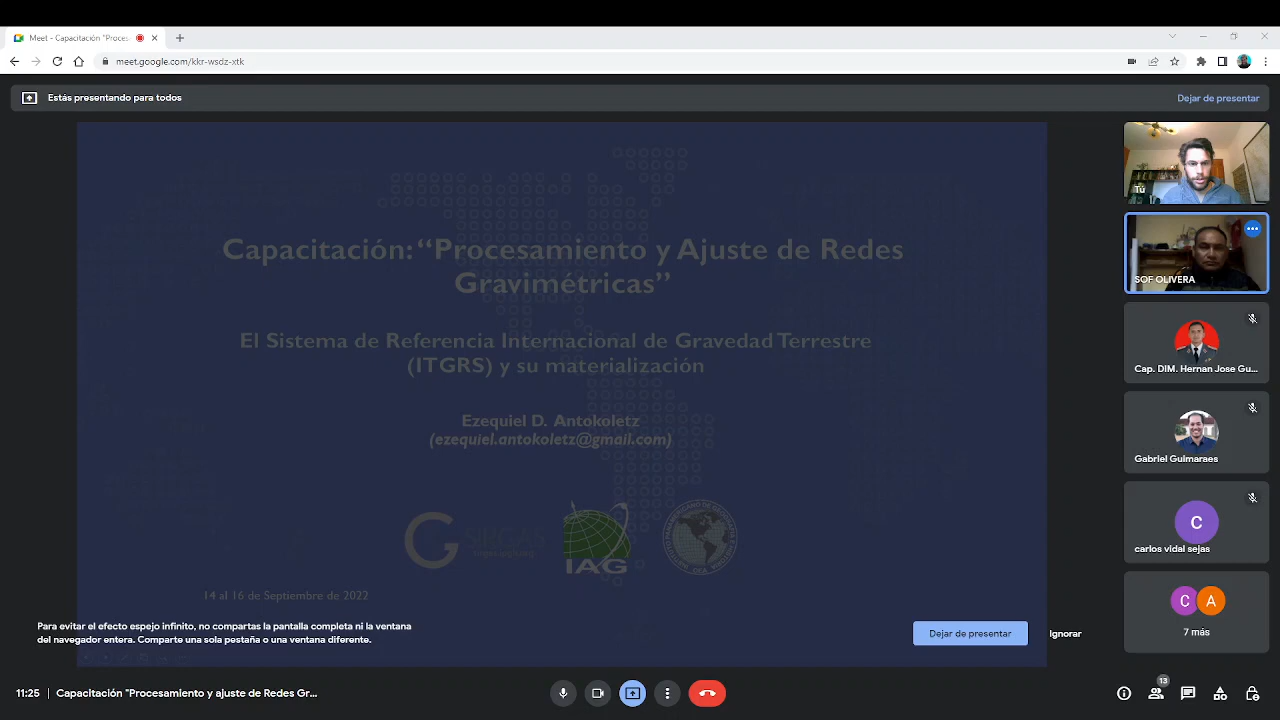 Meet - Capacitación "Proces
meet.google.com/kkr-wsdz-xtk
Estás presentando para todos
Dejar de presentar
Capacitación: “Procesamiento y Ajuste de Redes
Gravimétricas”
El Sistema de Referencia Internacional de Gravedad Terrestre
(ITGRS) y su materialización
Ezequiel D. Antokoletz
(ezequiel.antokoletz@gmail.com)
SIRGAS
IAG
14 al 16 de Septiembre de 2022
Para evitar el efecto espejo infinito, no compartas la pantalla completa ni la ventana
del navegador entera. Comparte una sola pestaña o una ventana diferente.
Dejar de presentar
Ignorar
Tú
SOF OLIVERA
Cap. DIM. Hernan Jose Gu...
Gabriel Guimaraes
C
carlos vidal sejas
C A
7 más
11:25 | Capacitación "Procesamiento y ajuste de Redes Gr...
13